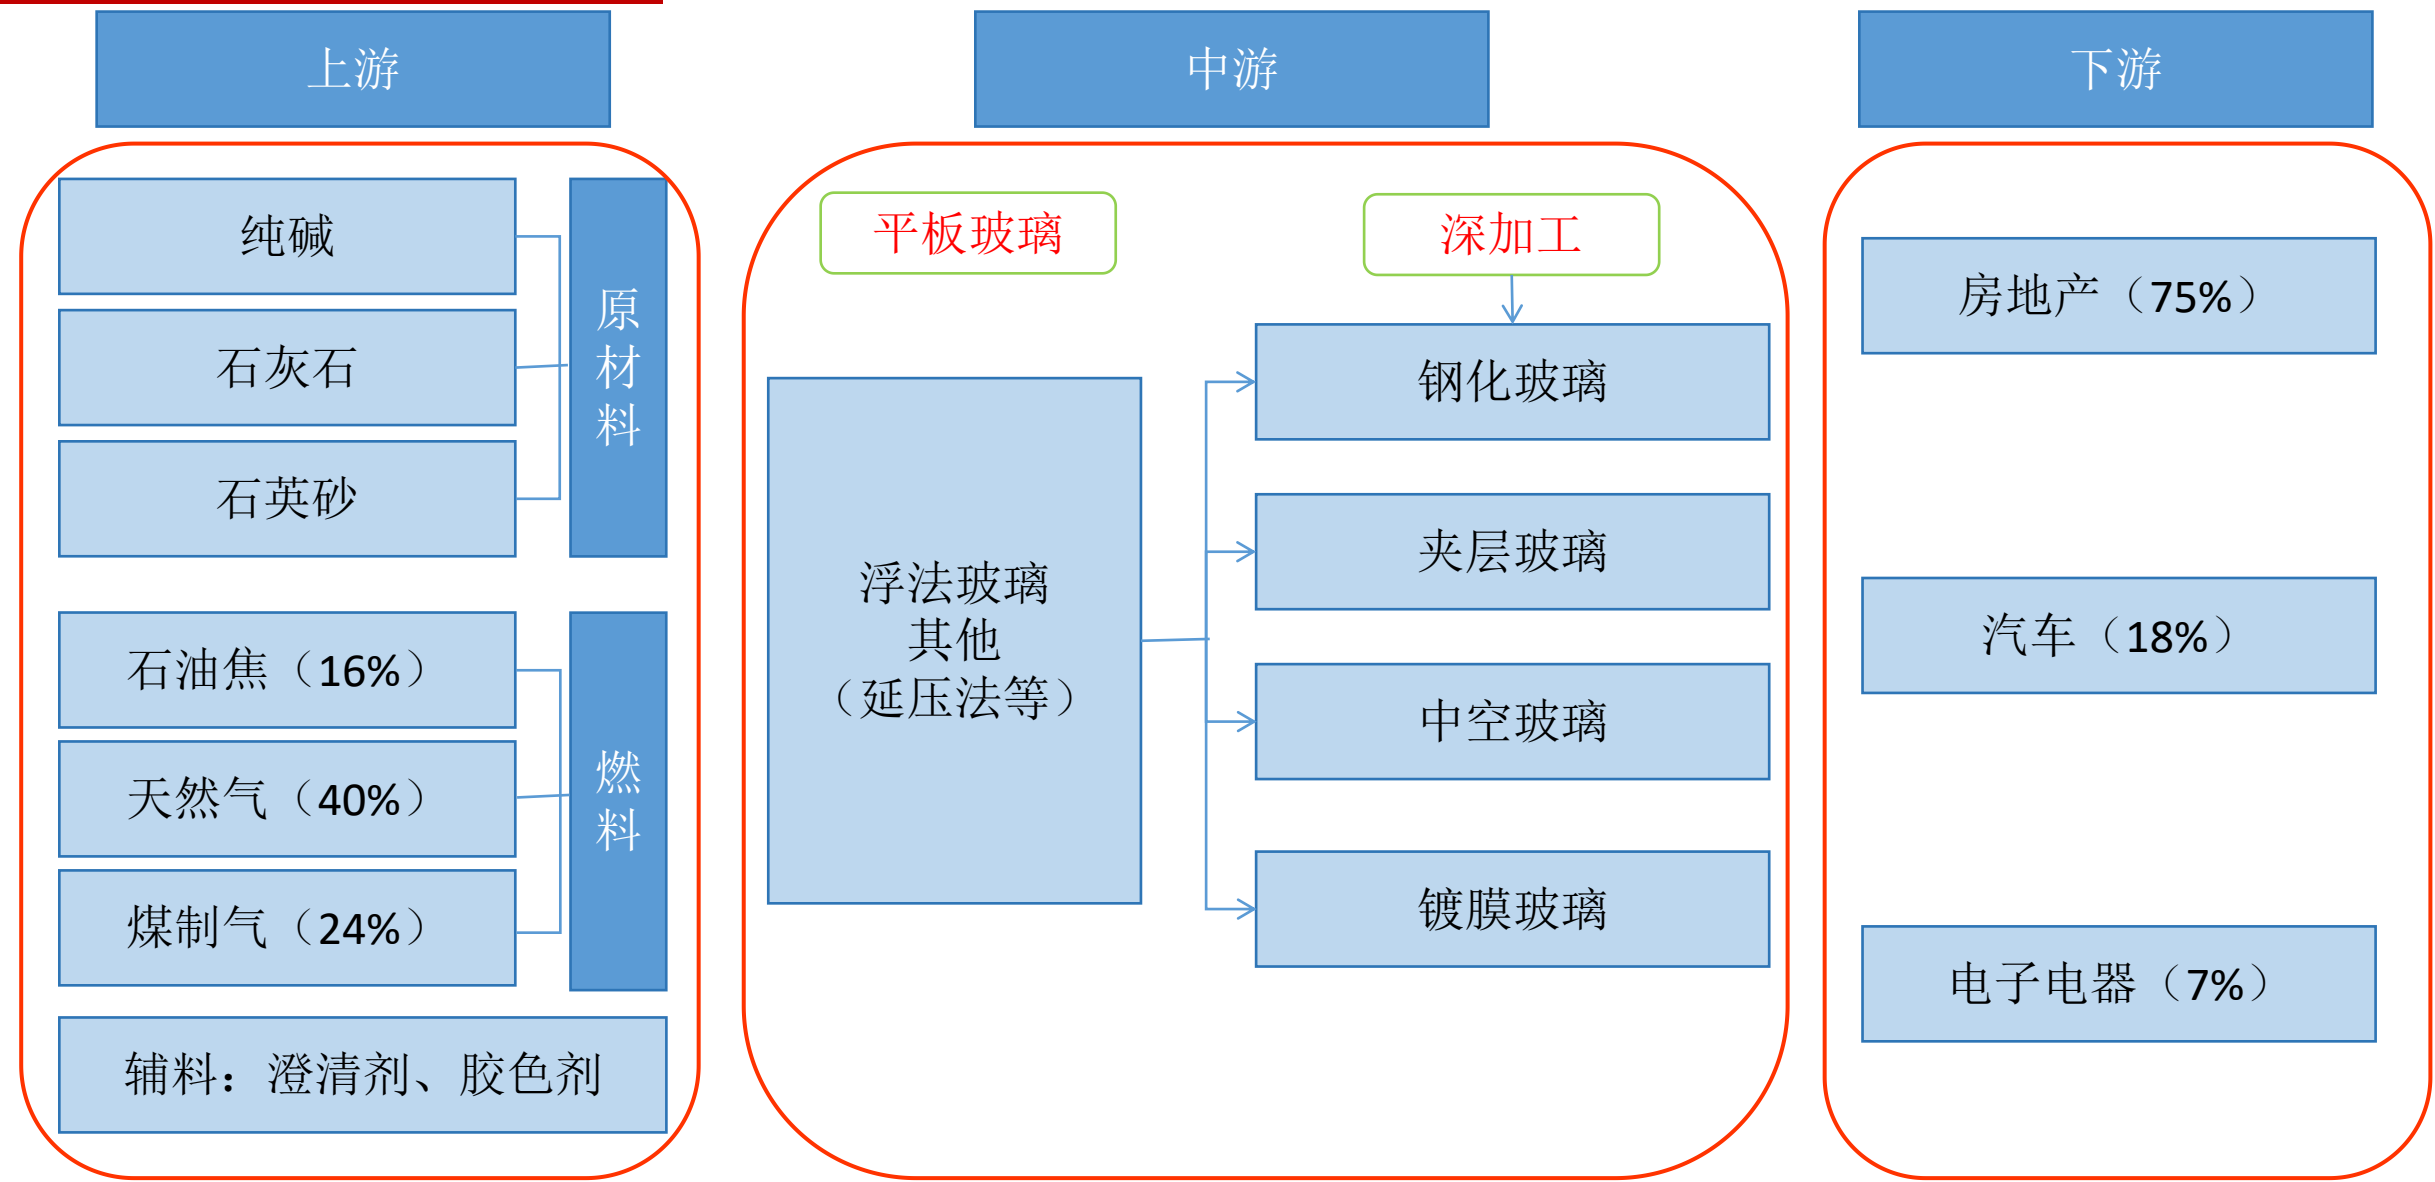 上游
中游
下游
纯碱
石灰石
石英砂
原
材
料
石油焦（16%）
天然气（40%）
煤制气（24%）
燃
料
辅料：澄清剂、胶色剂
平板玻璃
深加工
浮法玻璃
其他
（延压法等）
钢化玻璃
夹层玻璃
中空玻璃
镀膜玻璃
房地产（75%）
汽车（18%）
电子电器（7%）